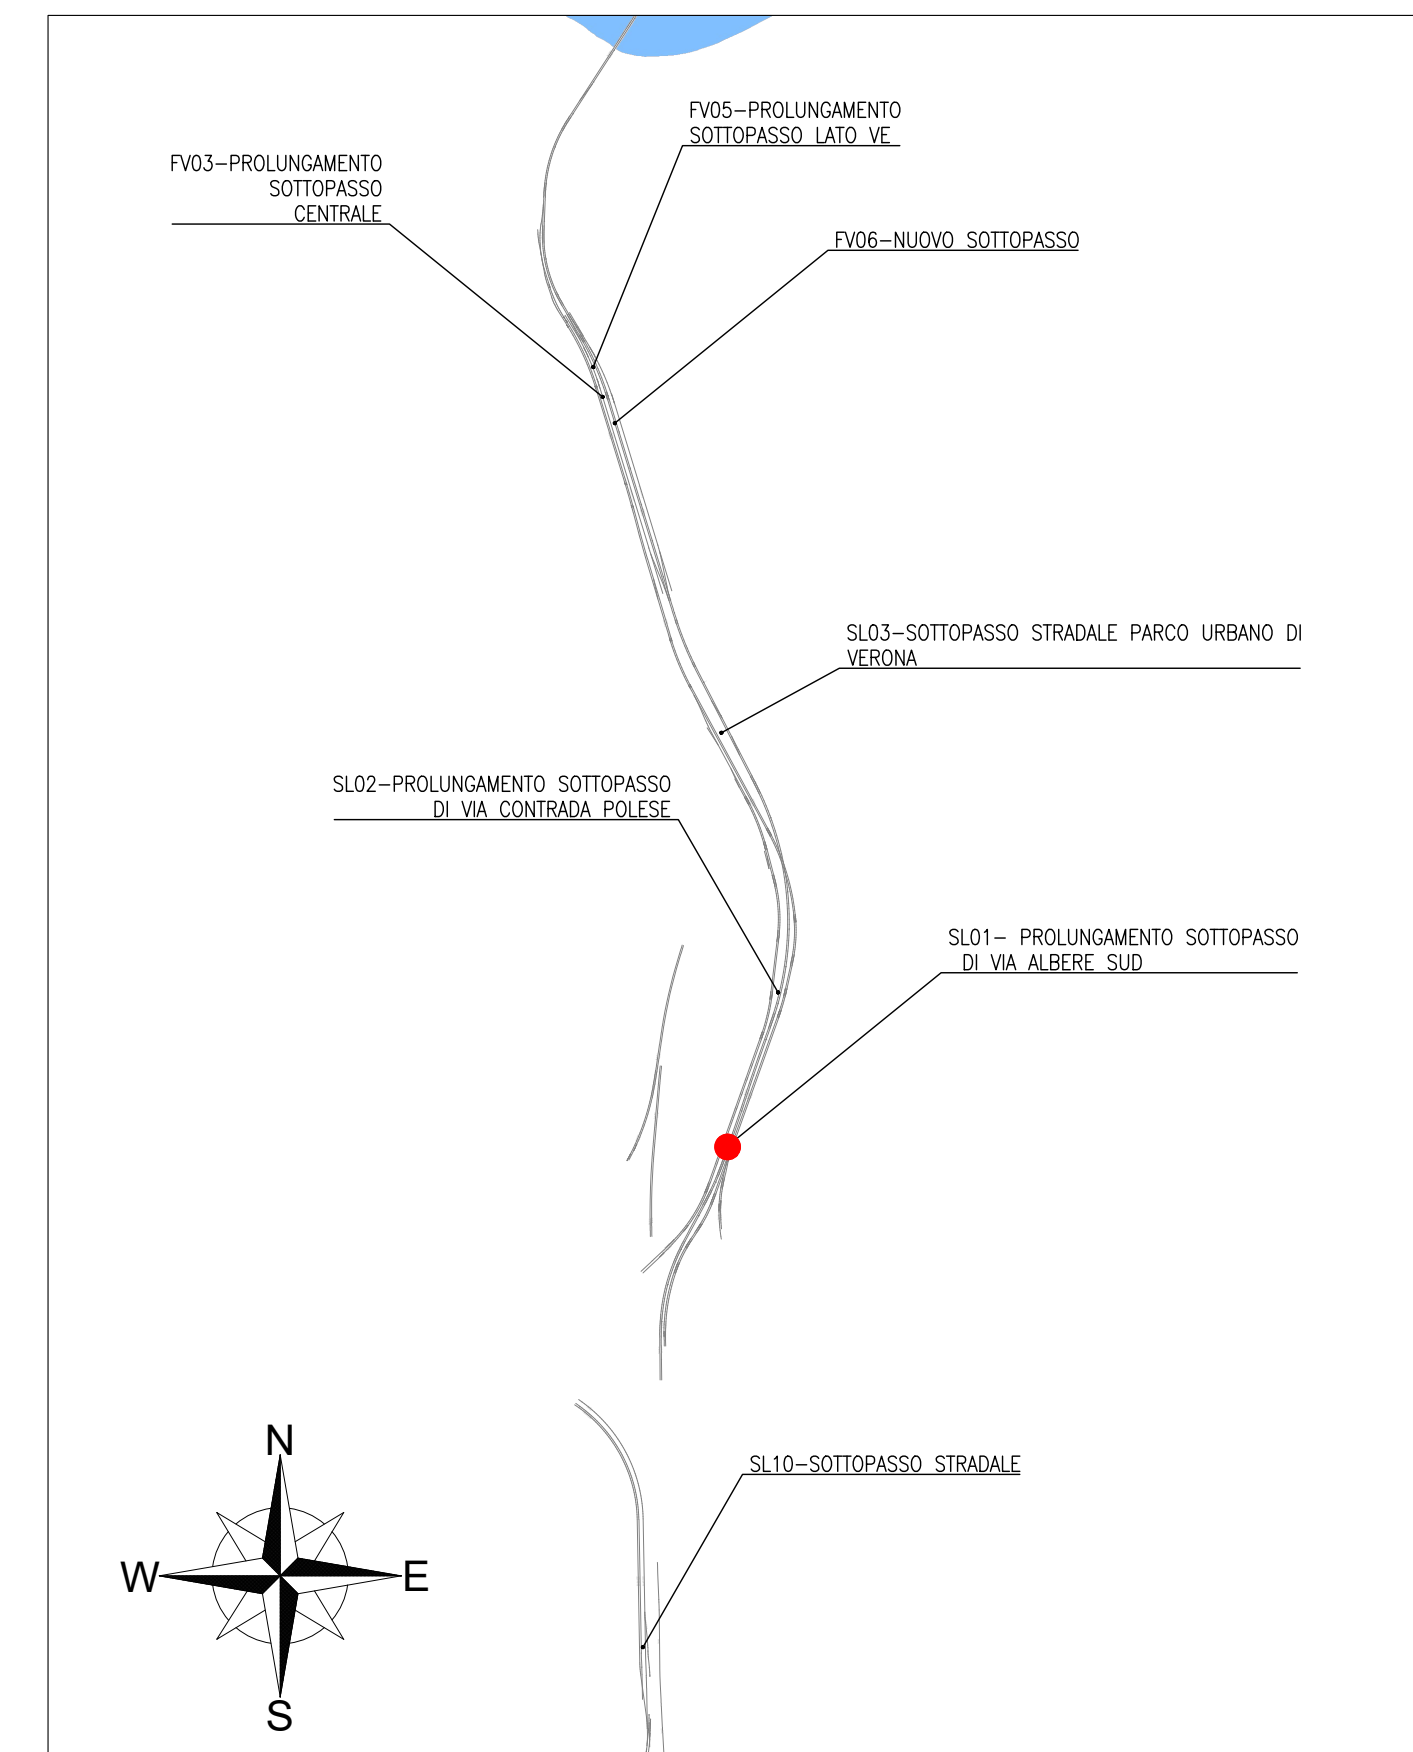 FV05-PROLUNGAMENTO
SOTTOPASSO LATO VE
FV03-PROLUNGAMENTO
SOTTOPASSO
CENTRALE
FV06-NUOVO SOTTOPASSO
SL03-SOTTOPASSO STRADALE PARCO URBANO DI
VERONA
SL02-PROLUNGAMENTO SOTTOPASSO
DI VIA CONTRADA POLESE
SL01- PROLUNGAMENTO SOTTOPASSO
DI VIA ALBERE SUD
SL10-SOTTOPASSO STRADALE
N
W
E
S